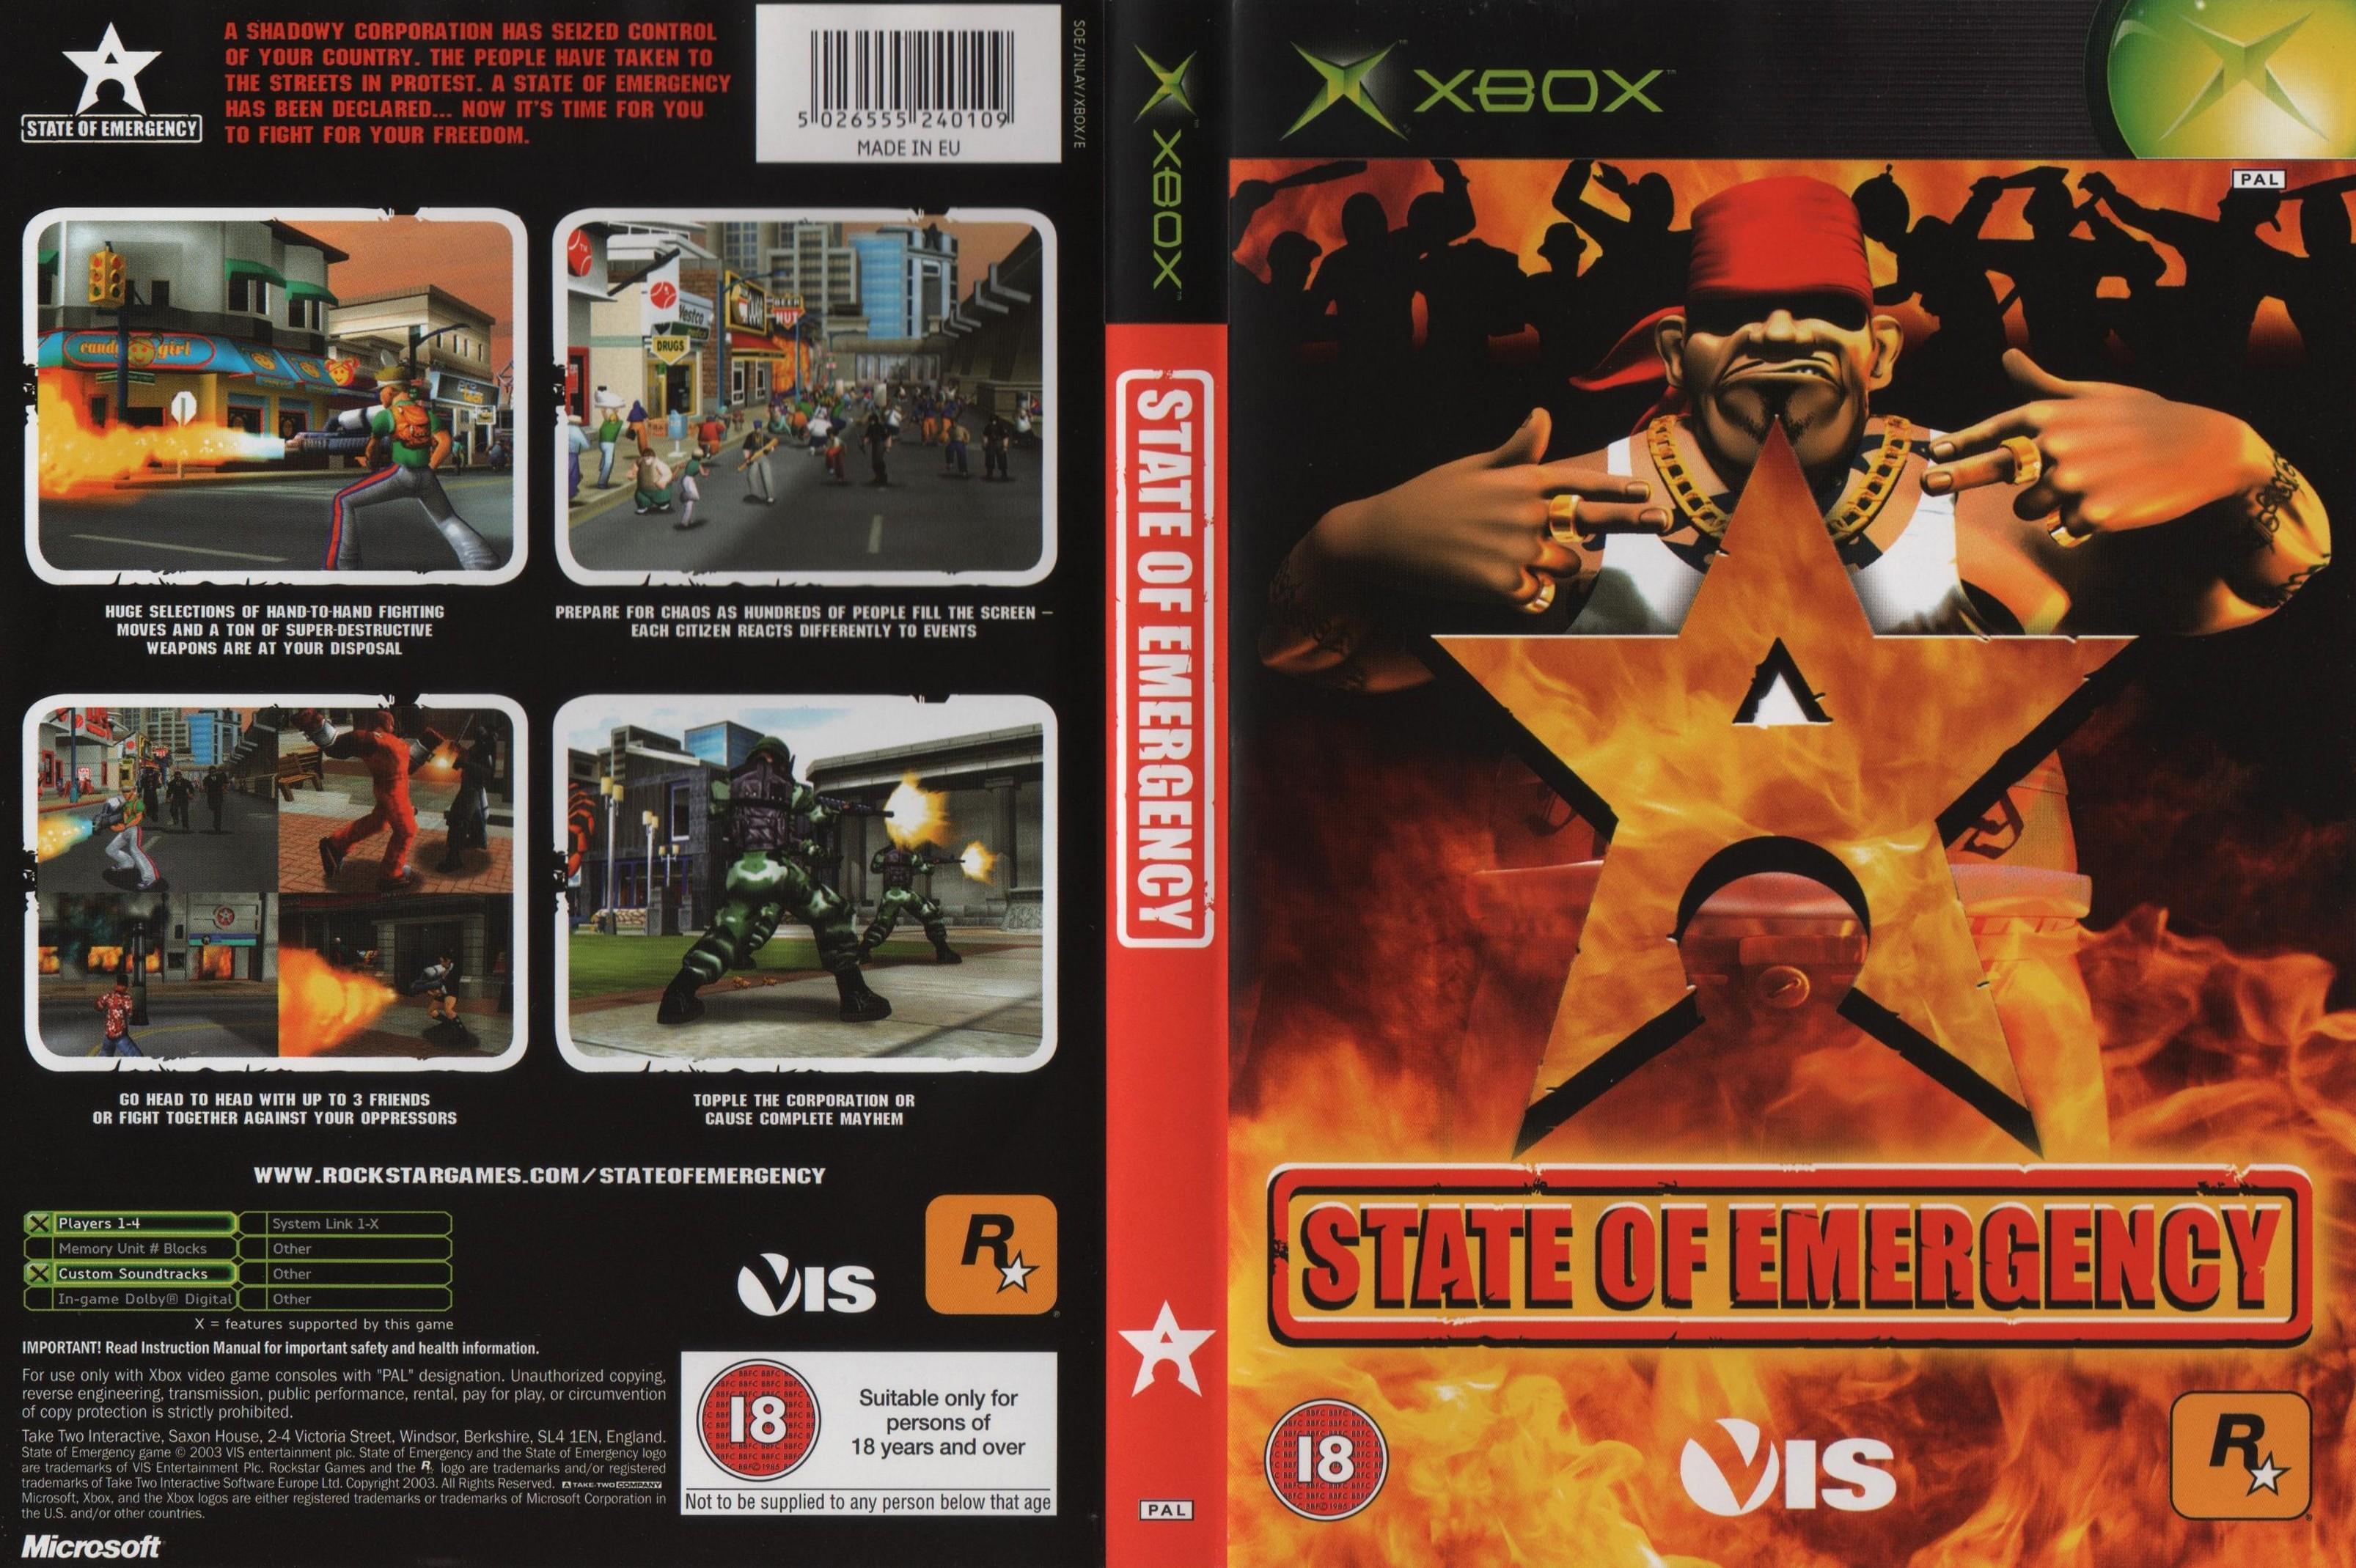 STATE OF EMERGENCY
A SHADOWY CORPORATION HAS SEIZED CONTROL
OF YOUR COUNTRY. THE PEOPLE HAVE TAKEN TO
THE STREETS IN PROTEST. A STATE OF EMERGENCY
HAS BEEN DECLARED... NOW IT'S TIME FOR YOU
TO FIGHT FOR YOUR FREEDOM.
5 026555 240109
MADE IN EU
SOE/INLAY/XBOX/E
candy girl
Vestco
DRUGS
BEER
HUT
HUGE SELECTIONS OF HAND-TO-HAND FIGHTING
MOVES AND A TON OF SUPER-DESTRUCTIVE
WEAPONS ARE AT YOUR DISPOSAL
PREPARE FOR CHAOS AS HUNDREDS OF PEOPLE FILL THE SCREEN –
EACH CITIZEN REACTS DIFFERENTLY TO EVENTS
GO HEAD TO HEAD WITH UP TO 3 FRIENDS
OR FIGHT TOGETHER AGAINST YOUR OPPRESSORS
TOPPLE THE CORPORATION OR
CAUSE COMPLETE MAYHEM
WWW.ROCKSTARGAMES.COM/STATEOFEMERGENCY
X Players 1-4
System Link 1-X
Memory Unit # Blocks
Other
X Custom Soundtracks
Other
In-game Dolby® Digital
Other
X = features supported by this game
VIS
R
IMPORTANT! Read Instruction Manual for important safety and health information.
For use only with Xbox video game consoles with "PAL" designation. Unauthorized copying,
reverse engineering, transmission, public performance, rental, pay for play, or circumvention
of copy protection is strictly prohibited.
Take Two Interactive, Saxon House, 2-4 Victoria Street, Windsor, Berkshire, SL4 1EN, England.
State of Emergency game © 2003 VIS entertainment plc. State of Emergency and the State of Emergency logo
are trademarks of VIS Entertainment Plc. Rockstar Games and the R logo are trademarks and/or registered
trademarks of Take Two Interactive Software Europe Ltd. Copyright 2003. All Rights Reserved. A TAKE-TWO COMPANY
Microsoft, Xbox, and the Xbox logos are either registered trademarks or trademarks of Microsoft Corporation in
the U.S. and/or other countries.
Microsoft
18
Suitable only for
persons of
18 years and over
Not to be supplied to any person below that age
XBOX™
STATE OF EMERGENCY
PAL
XBOX™
PAL
STATE OF EMERGENCY
18
VIS
R